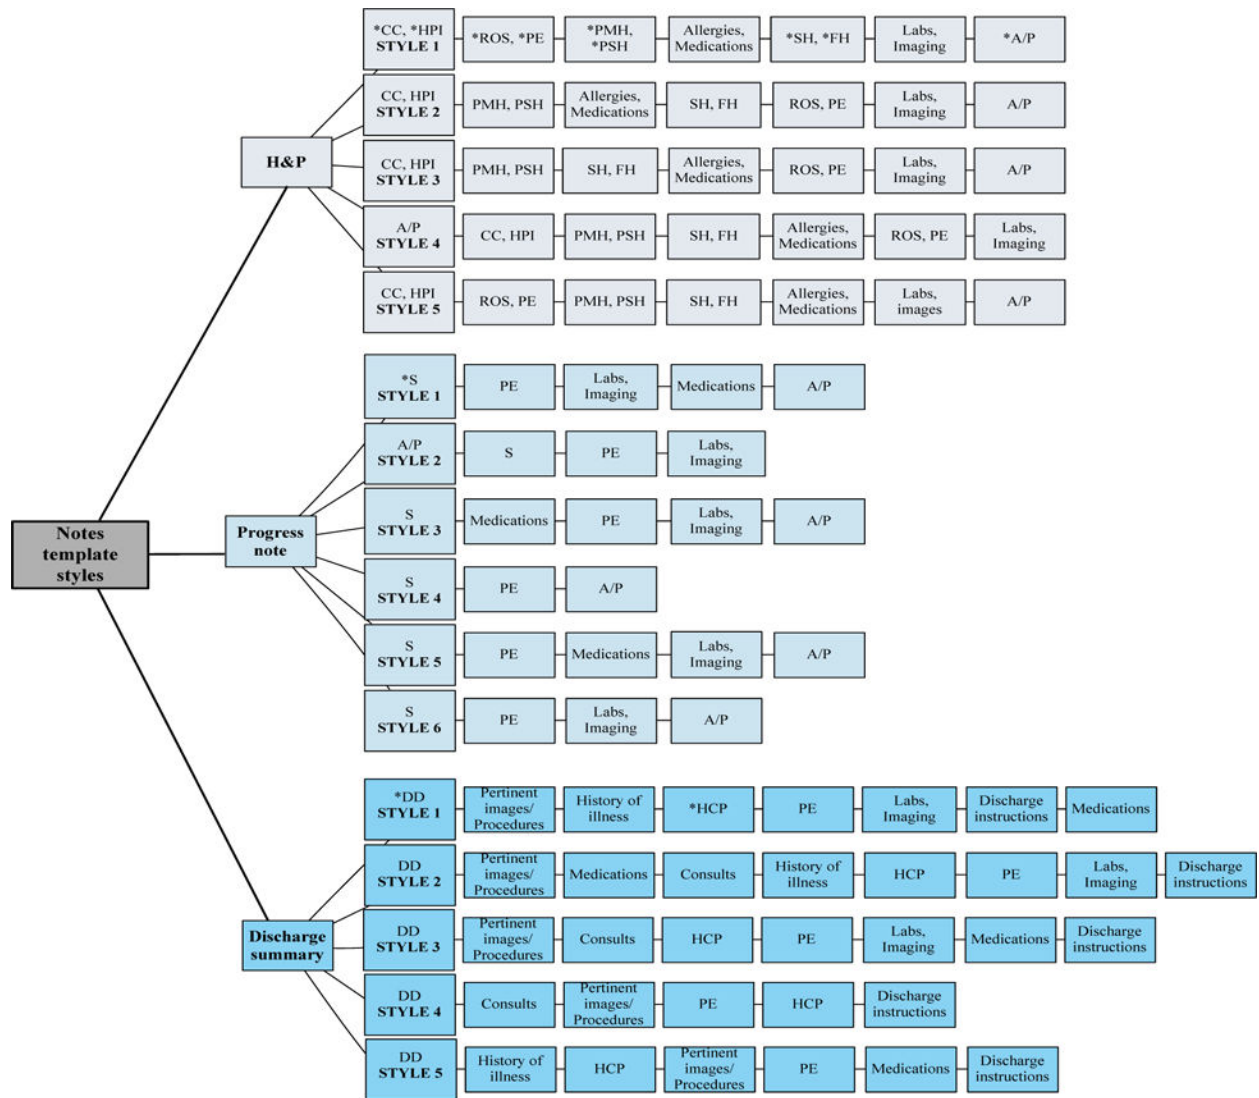 *CC, *HPI
STYLE 1
*ROS, *PE
*PMH,
*PSH
Allergies,
Medications
*SH, *FH
Labs,
Imaging
*A/P
CC, HPI
STYLE 2
PMH, PSH
Allergies,
Medications
SH, FH
ROS, PE
Labs,
Imaging
A/P
H&P
CC, HPI
STYLE 3
PMH, PSH
SH, FH
Allergies,
Medications
ROS, PE
Labs,
Imaging
A/P
A/P
STYLE 4
CC, HPI
PMH, PSH
SH, FH
Allergies,
Medications
ROS, PE
Labs,
Imaging
CC, HPI
STYLE 5
ROS, PE
PMH, PSH
SH, FH
Allergies,
Medications
Labs,
images
A/P
*S
STYLE 1
PE
Labs,
Imaging
Medications
A/P
A/P
STYLE 2
S
PE
Labs,
Imaging
Notes
template
styles
Progress
note
S
STYLE 3
Medications
PE
Labs,
Imaging
A/P
S
STYLE 4
PE
A/P
S
STYLE 5
PE
Medications
Labs,
Imaging
A/P
S
STYLE 6
PE
Labs,
Imaging
A/P
*DD
STYLE 1
Pertinent
images/
Procedures
History of
illness
*HCP
PE
Labs,
Imaging
Discharge
instructions
Medications
DD
STYLE 2
Pertinent
images/
Procedures
Medications
Consults
History of
illness
HCP
PE
Labs,
Imaging
Discharge
instructions
Discharge
summary
DD
STYLE 3
Pertinent
images/
Procedures
Consults
HCP
PE
Labs,
Imaging
Medications
Discharge
instructions
DD
STYLE 4
Consults
Pertinent
images/
Procedures
PE
HCP
Discharge
instructions
DD
STYLE 5
History of
illness
HCP
Pertinent
images/
Procedures
PE
Medications
Discharge
instructions